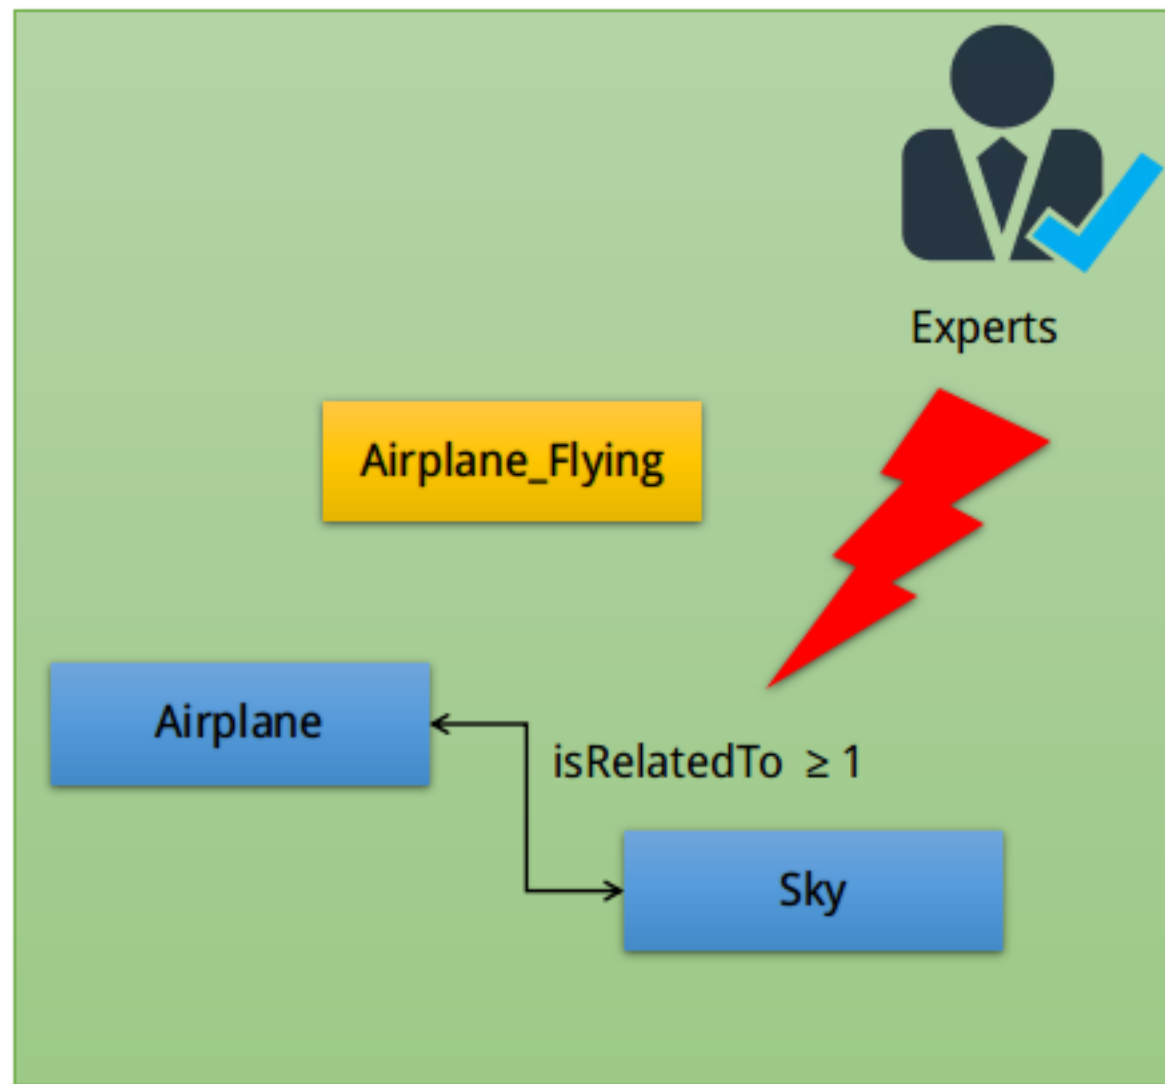 Experts
Airplane_Flying
Airplane
isRelatedTo ≥ 1
Sky